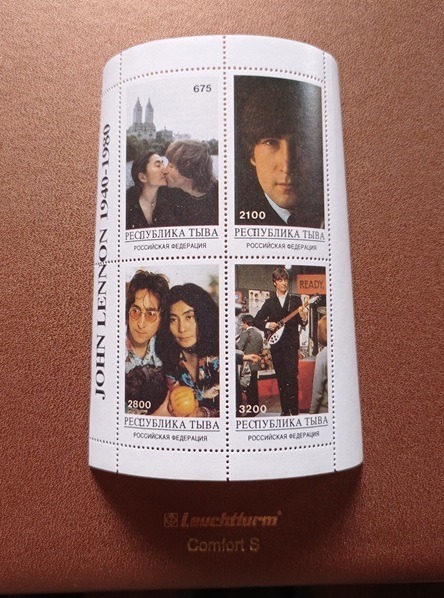 JOHN LENNON 1940-1980
675
РЕСПУБЛИКА ТЫВА
РОССИЙСКАЯ ФЕДЕРАЦИЯ
2100
РЕСПУБЛИКА ТЫВА
РОССИЙСКАЯ ФЕДЕРАЦИЯ
2800
РЕСПУБЛИКА ТЫВА
РОССИЙСКАЯ ФЕДЕРАЦИЯ
READY
3200
РЕСПУБЛИКА ТЫВА
РОССИЙСКАЯ ФЕДЕРАЦИЯ
Leuchtturm
Comfort S